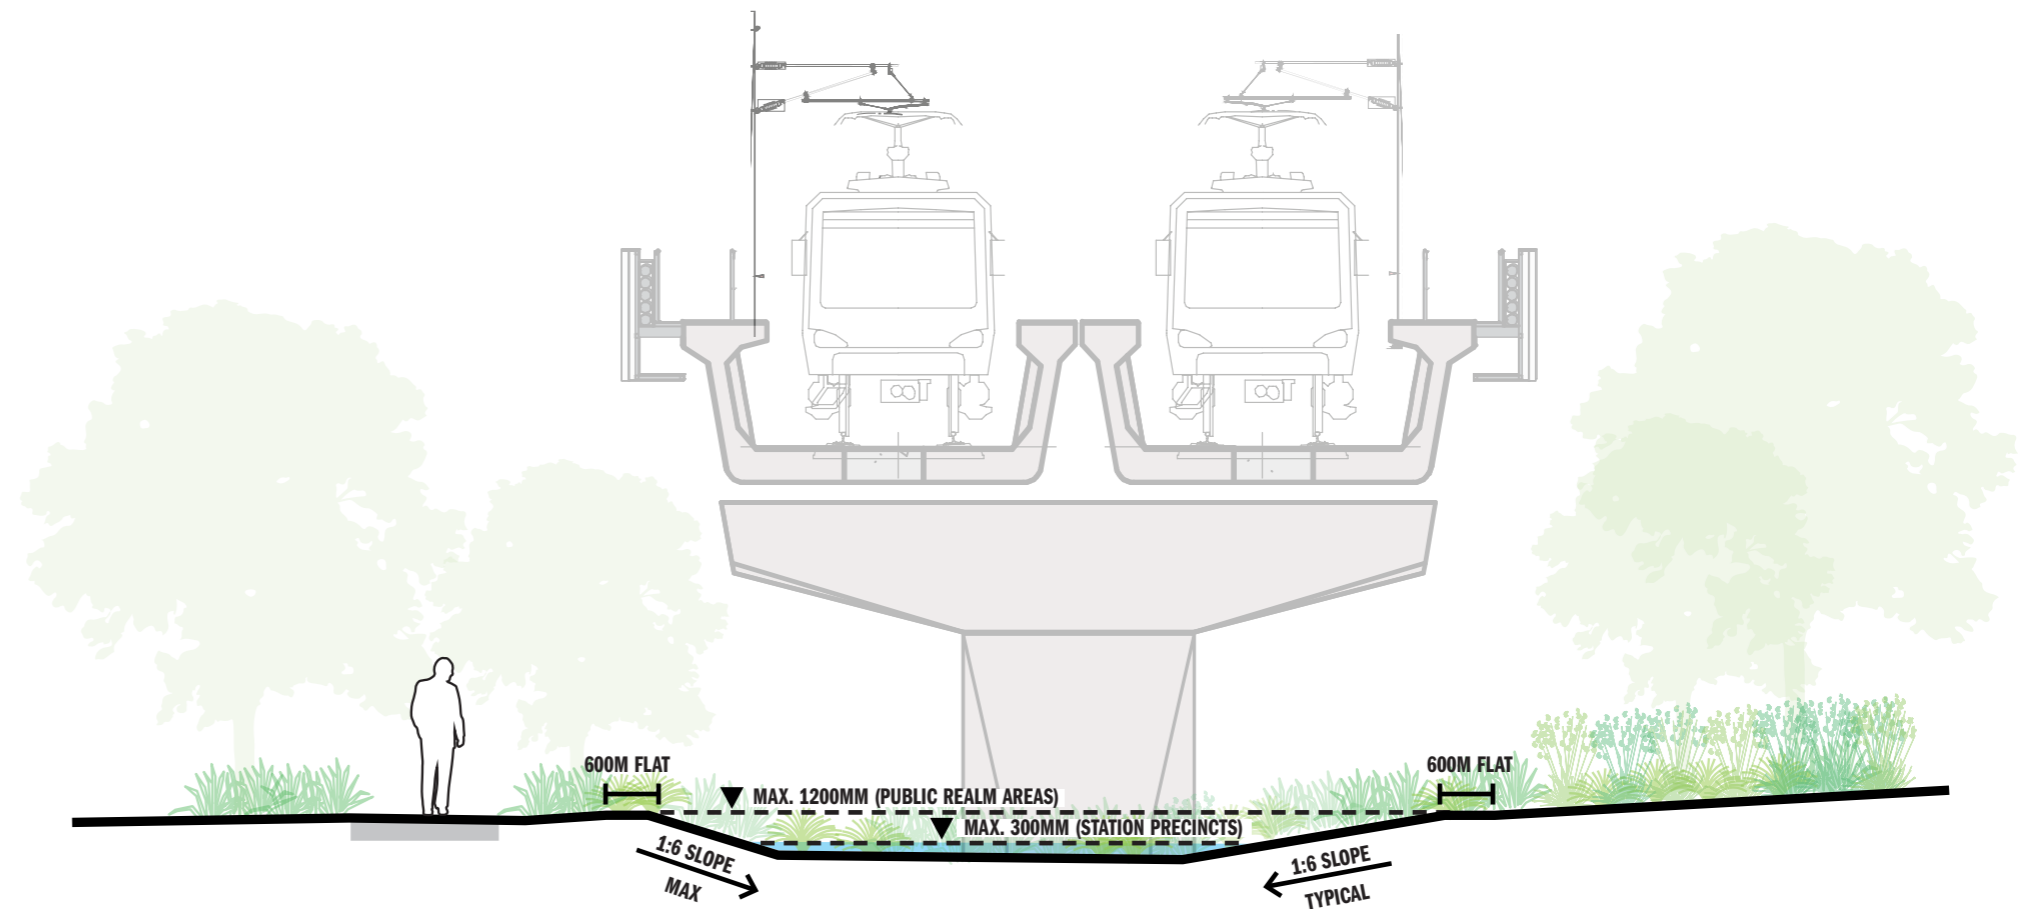 600M FLAT
600M FLAT
MAX. 1200MM (PUBLIC REALM AREAS)
MAX. 300MM (STATION PRECINCTS)
1:6 SLOPE
MAX
1:6 SLOPE
TYPICAL